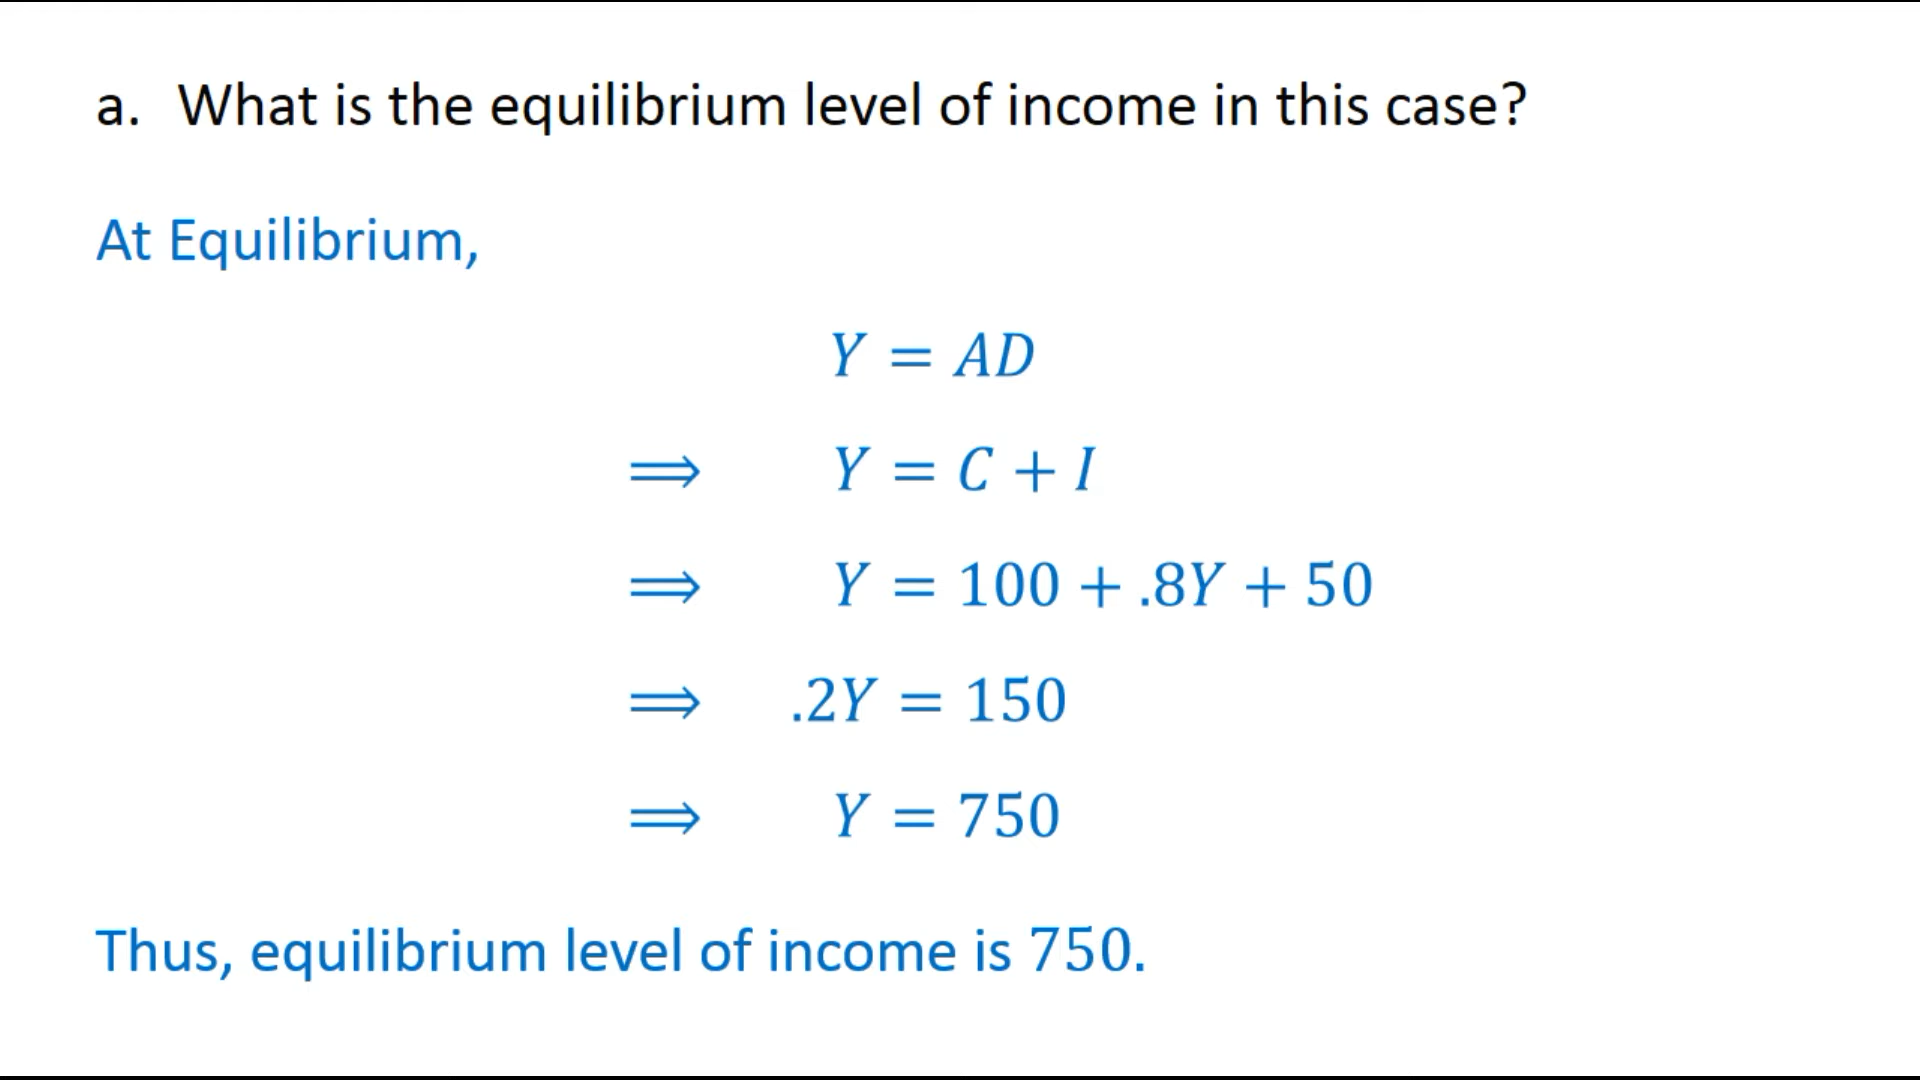 a. What is the equilibrium level of income in this case?
At Equilibrium,
Y = AD
⟹ Y = C + I
⟹ Y = 100 + .8Y + 50
⟹ .2Y = 150
⟹ Y = 750
Thus, equilibrium level of income is 750.